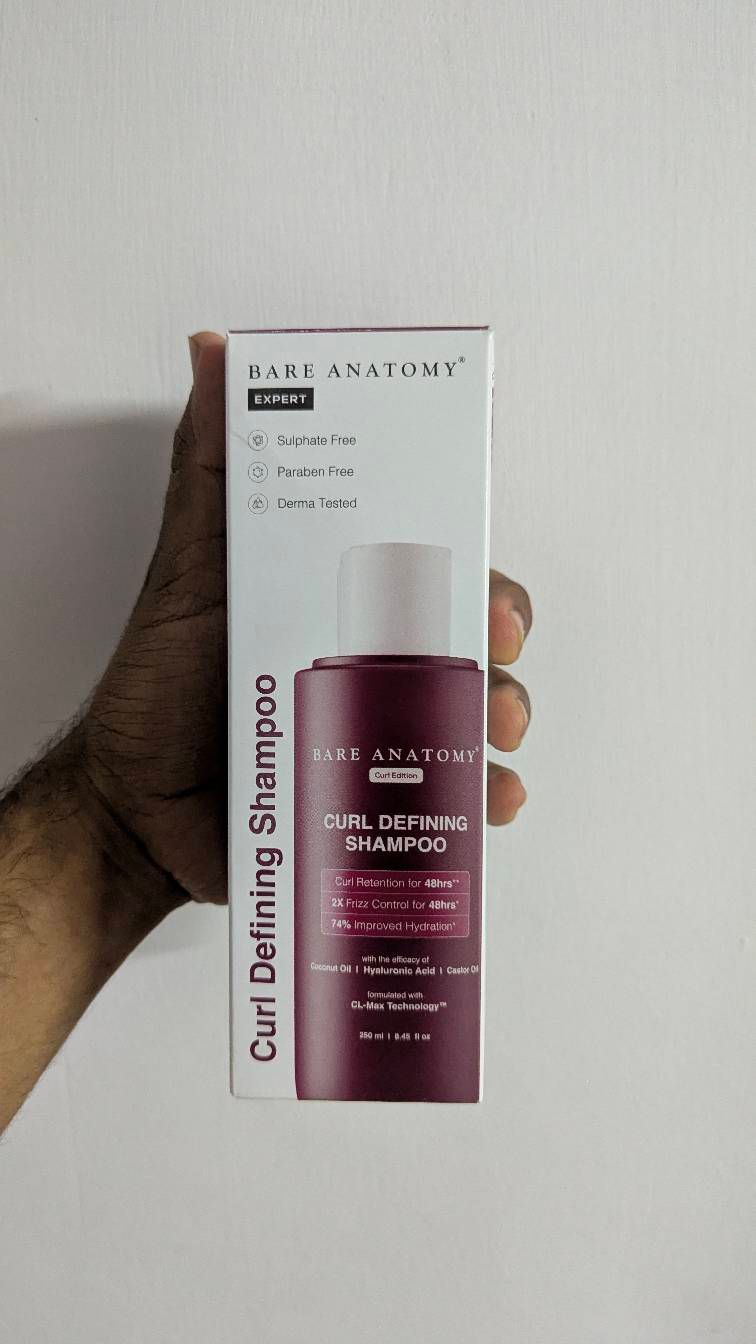 BARE ANATOMY®
EXPERT
Sulphate Free
Paraben Free
Derma Tested
Curl Defining Shampoo
BARE ANATOMY®
Curl Edition
CURL DEFINING
SHAMPOO
Curl Retention for 48hrs**
2X Frizz Control for 48hrs*
74% Improved Hydration*
with the efficacy of
Coconut Oil I Hyaluronic Acid I Castor Oil
formulated with
CL-Max Technology™
250 ml I 8.45 fl oz